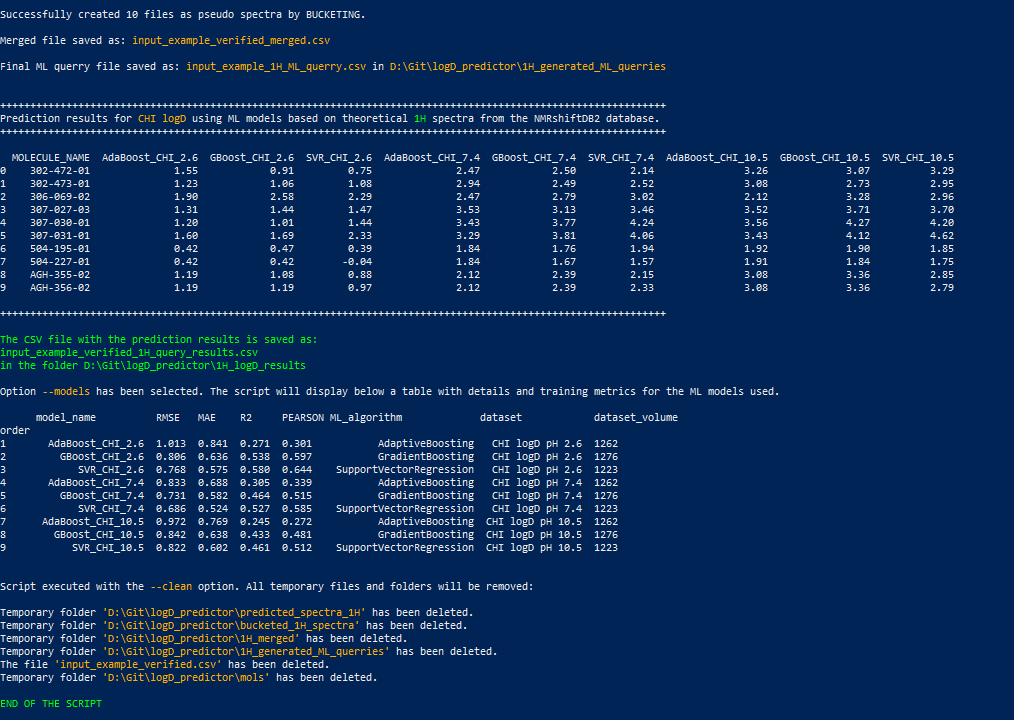 Successfully created 10 files as pseudo spectra by BUCKETING.
Merged file saved as: input_example_verified_merged.csv
Final ML querry file saved as: input_example_1H_ML_querry.csv in D:\Git\logD_predictor\1H_generated_ML_querries
+++++++++++++++++++++++++++++++++++++++++++++++++++++++++++++++++++++++++++++++++++++++++++++++++++++++++++++++
Prediction results for CHI logD using ML models based on theoretical 1H spectra from the NMRshiftDB2 database.
+++++++++++++++++++++++++++++++++++++++++++++++++++++++++++++++++++++++++++++++++++++++++++++++++++++++++++++++
MOLECULE_NAME AdaBoost_CHI_2.6 GBoost_CHI_2.6 SVR_CHI_2.6 AdaBoost_CHI_7.4 GBoost_CHI_7.4 SVR_CHI_7.4 AdaBoost_CHI_10.5 GBoost_CHI_10.5 SVR_CHI_10.5
0 302-472-01 1.55 0.91 0.75 2.47 2.50 2.14 3.26 3.07 3.29
1 302-473-01 1.23 1.06 1.08 2.94 2.49 2.52 3.08 2.73 2.95
2 306-069-02 1.90 2.58 2.29 2.47 2.79 3.02 2.12 3.28 2.96
3 307-027-03 1.31 1.44 1.47 3.53 3.13 3.46 3.52 3.71 3.70
4 307-030-01 1.20 1.01 1.44 3.43 3.77 4.24 3.56 4.27 4.20
5 307-031-01 1.60 1.69 2.33 3.29 3.81 4.06 3.43 4.12 4.62
6 504-195-01 0.42 0.47 0.39 1.84 1.76 1.94 1.92 1.90 1.85
7 504-227-01 0.42 0.42 -0.04 1.84 1.67 1.57 1.91 1.84 1.75
8 AGH-355-02 1.19 1.08 0.88 2.12 2.39 2.15 3.08 3.36 2.85
9 AGH-356-02 1.19 1.19 0.97 2.12 2.39 2.33 3.08 3.36 2.79
+++++++++++++++++++++++++++++++++++++++++++++++++++++++++++++++++++++++++++++++++++++++++++++++++++++++++++++++
The CSV file with the prediction results is saved as:
input_example_verified_1H_query_results.csv
in the folder D:\Git\logD_predictor\1H_logD_results
Option --models has been selected. The script will display below a table with details and training metrics for the ML models used.
model_name RMSE MAE R2 PEARSON ML_algorithm dataset dataset_volume
order
1 AdaBoost_CHI_2.6 1.013 0.841 0.271 0.301 AdaptiveBoosting CHI logD pH 2.6 1262
2 GBoost_CHI_2.6 0.806 0.636 0.538 0.597 GradientBoosting CHI logD pH 2.6 1276
3 SVR_CHI_2.6 0.768 0.575 0.580 0.644 SupportVectorRegression CHI logD pH 2.6 1223
4 AdaBoost_CHI_7.4 0.833 0.688 0.305 0.339 AdaptiveBoosting CHI logD pH 7.4 1262
5 GBoost_CHI_7.4 0.731 0.582 0.464 0.515 GradientBoosting CHI logD pH 7.4 1276
6 SVR_CHI_7.4 0.686 0.524 0.527 0.585 SupportVectorRegression CHI logD pH 7.4 1223
7 AdaBoost_CHI_10.5 0.972 0.769 0.245 0.272 AdaptiveBoosting CHI logD pH 10.5 1262
8 GBoost_CHI_10.5 0.842 0.638 0.433 0.481 GradientBoosting CHI logD pH 10.5 1276
9 SVR_CHI_10.5 0.822 0.602 0.461 0.512 SupportVectorRegression CHI logD pH 10.5 1223
Script executed with the --clean option. All temporary files and folders will be removed:
Temporary folder 'D:\Git\logD_predictor\predicted_spectra_1H' has been deleted.
Temporary folder 'D:\Git\logD_predictor\bucketed_1H_spectra' has been deleted.
Temporary folder 'D:\Git\logD_predictor\1H_merged' has been deleted.
Temporary folder 'D:\Git\logD_predictor\1H_generated_ML_querries' has been deleted.
The file 'input_example_verified.csv' has been deleted.
Temporary folder 'D:\Git\logD_predictor\mols' has been deleted.
END OF THE SCRIPT